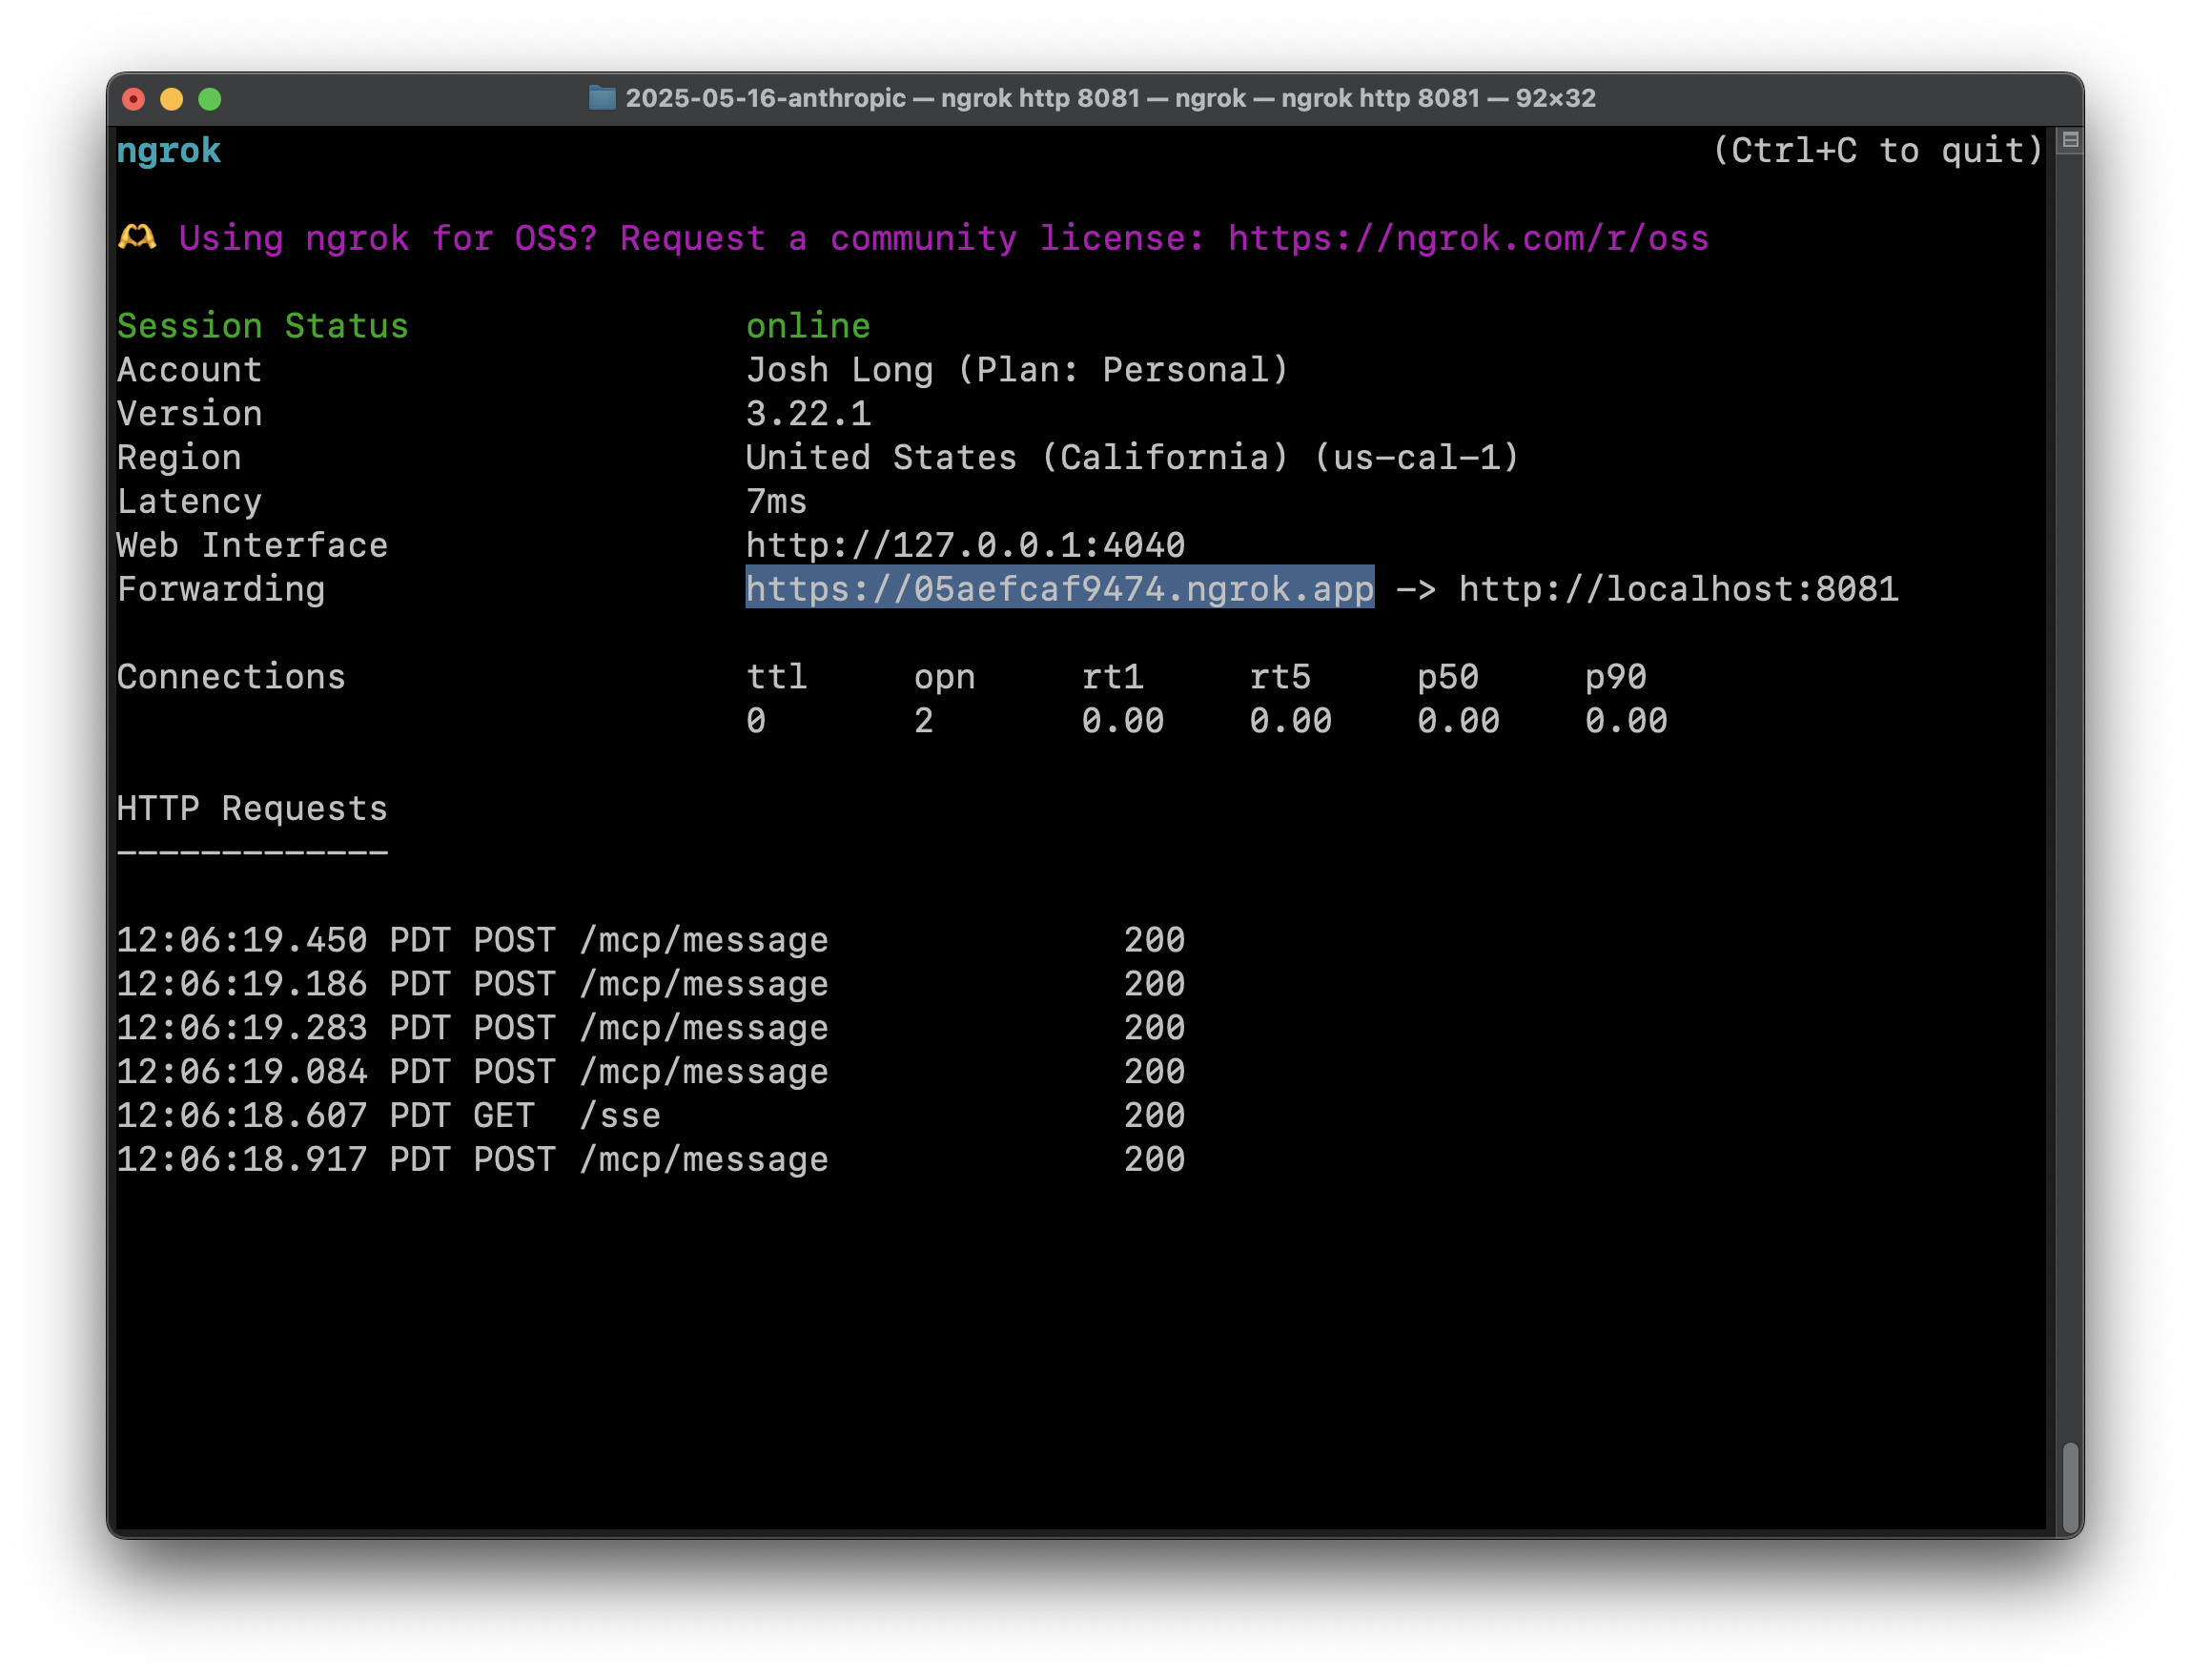 2025-05-16-anthropic — ngrok http 8081 — ngrok — ngrok http 8081 — 92×32
ngrok (Ctrl+C to quit)
🫶 Using ngrok for OSS? Request a community license: https://ngrok.com/r/oss
Session Status online
Account Josh Long (Plan: Personal)
Version 3.22.1
Region United States (California) (us-cal-1)
Latency 7ms
Web Interface http://127.0.0.1:4040
Forwarding https://05aefcaf9474.ngrok.app -> http://localhost:8081
Connections ttl opn rt1 rt5 p50 p90
0 2 0.00 0.00 0.00 0.00
HTTP Requests
-------------
12:06:19.450 PDT POST /mcp/message 200
12:06:19.186 PDT POST /mcp/message 200
12:06:19.283 PDT POST /mcp/message 200
12:06:19.084 PDT POST /mcp/message 200
12:06:18.607 PDT GET /sse 200
12:06:18.917 PDT POST /mcp/message 200